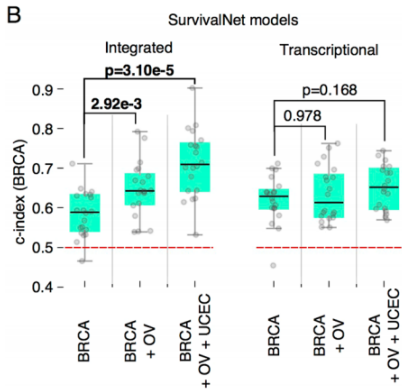 B
SurvivalNet models
Integrated
Transcriptional
p=3.10e-5
2.92e-3
p=0.168
0.978
c-index (BRCA)
0.9
0.8
0.7
0.6
0.5
0.4
BRCA
BRCA
+ OV
BRCA
+ OV + UCEC
BRCA
BRCA
+ OV
BRCA
+ OV + UCEC